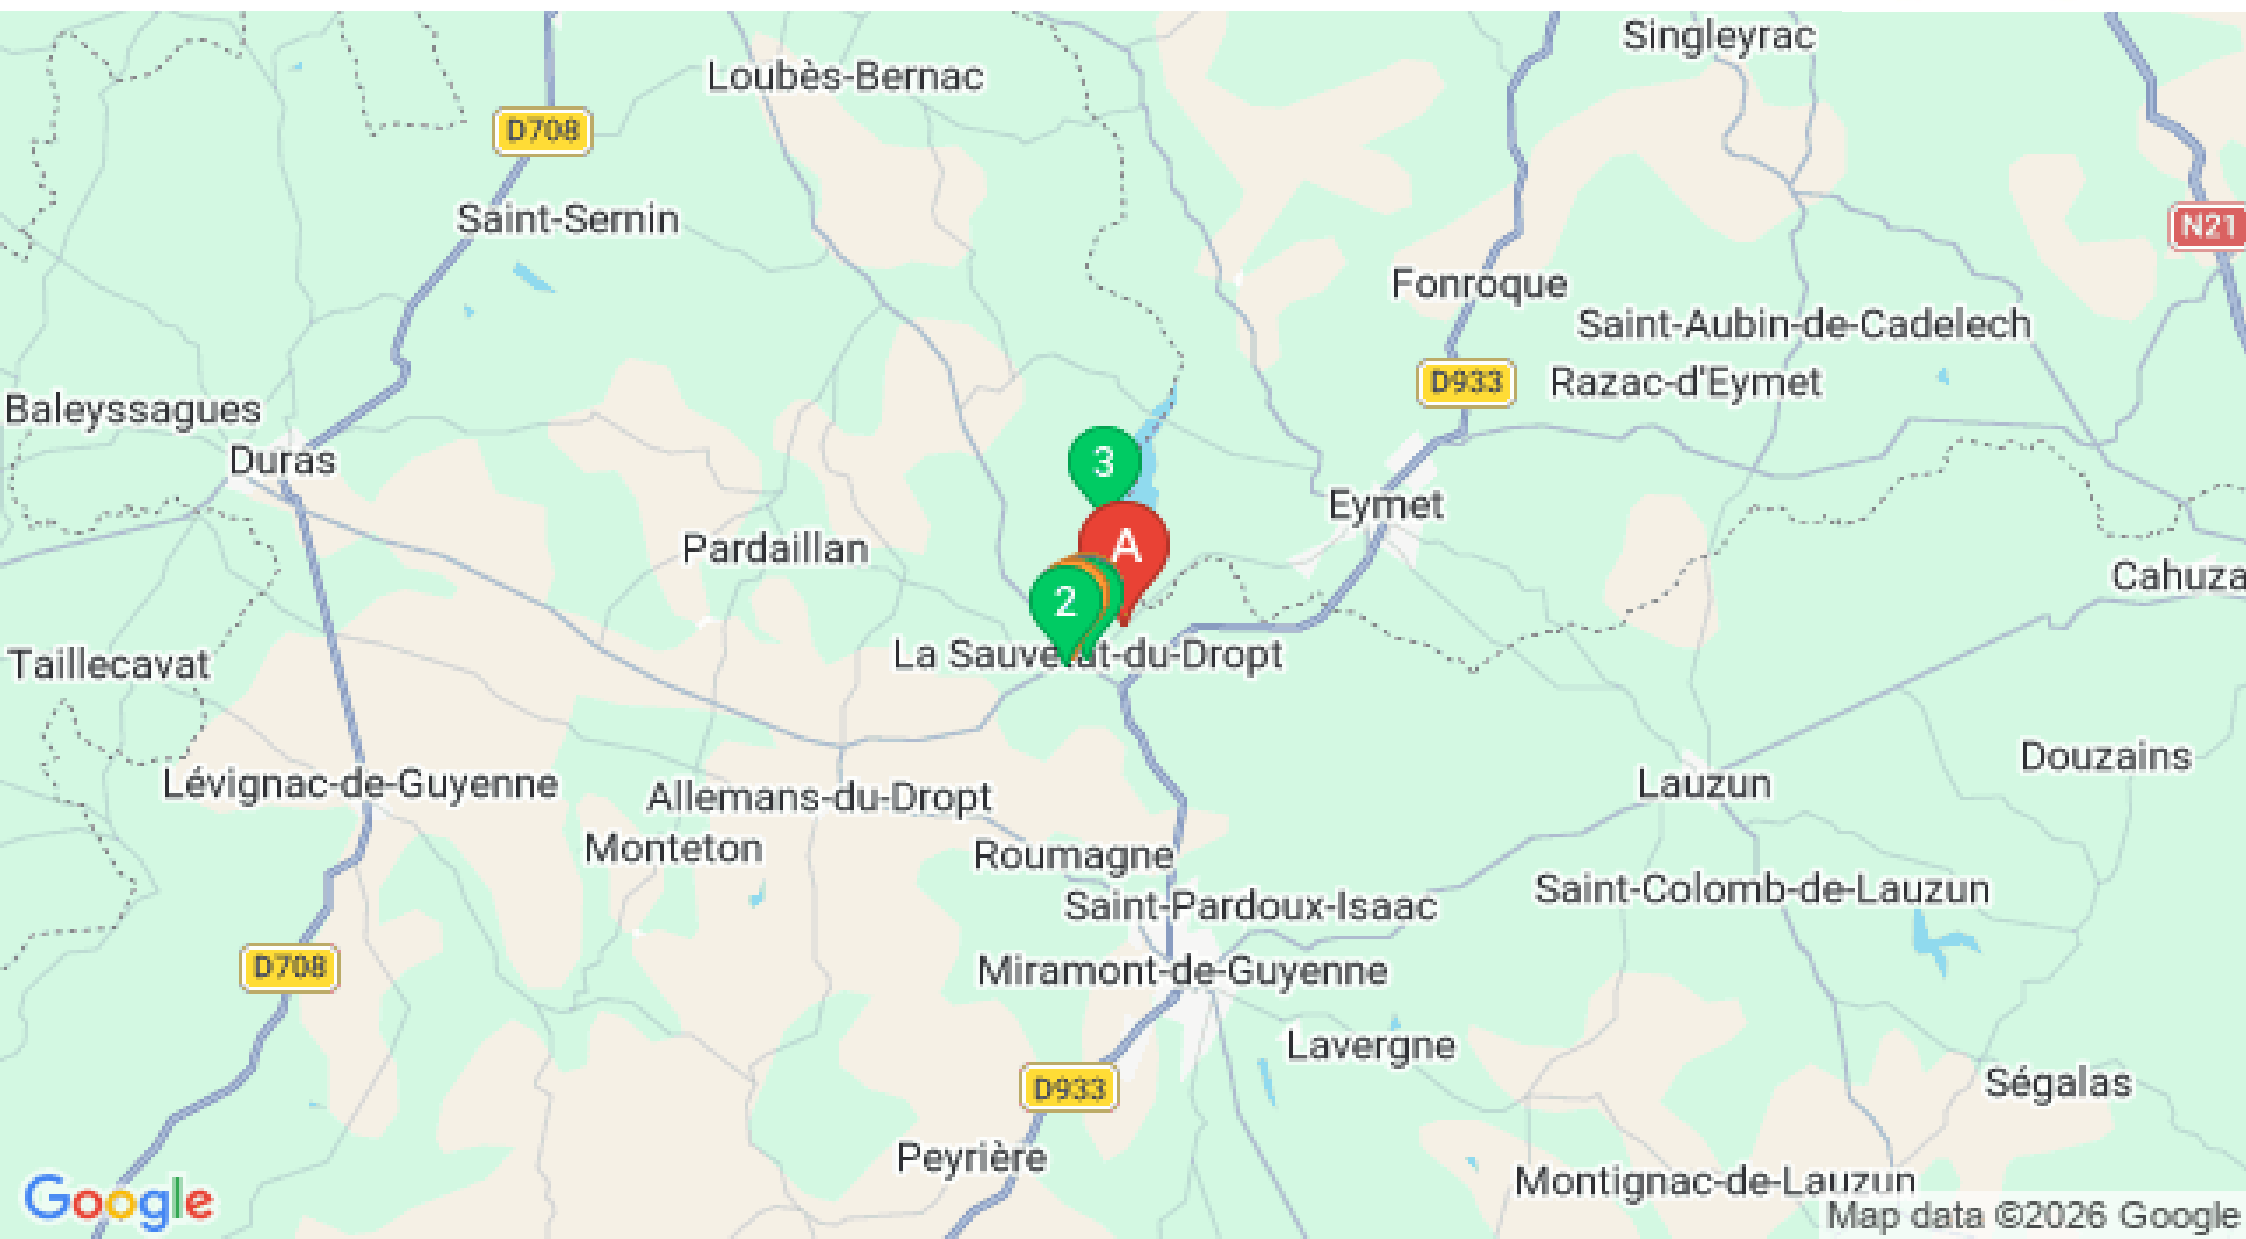 Singleyrac
Loubès-Bernac
D708
Saint-Sernin
N21
Fonroque
Saint-Aubin-de-Cadelech
D933
Razac-d'Eymet
Baleyssagues
Duras
3
Eymet
Pardaillan
A
Cahuza
2
La Sauvetat-du-Dropt
Taillecavat
Douzains
Lévignac-de-Guyenne
Allemans-du-Dropt
Lauzun
Monteton
Roumagne
Saint-Pardoux-Isaac
Saint-Colomb-de-Lauzun
D708
Miramont-de-Guyenne
Lavergne
D933
Ségalas
Peyrière
Montignac-de-Lauzun
Google
Map data ©2026 Google